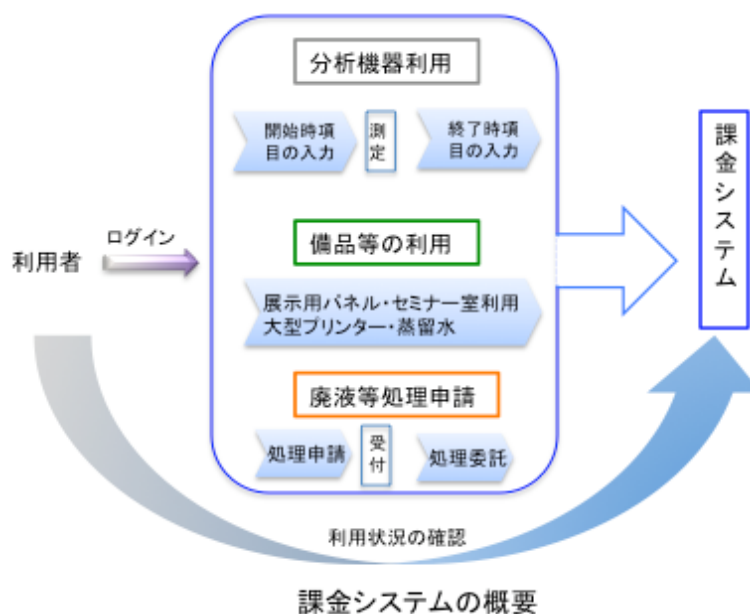 分析機器利用
開始時項
目の入力
測
定
終了時項
目の入力
課金システム
ログイン
利用者
備品等の利用
展示用パネル・セミナー室利用
大型プリンター・蒸留水
廃液等処理申請
処理申請
受
付
処理委託
利用状況の確認
課金システムの概要